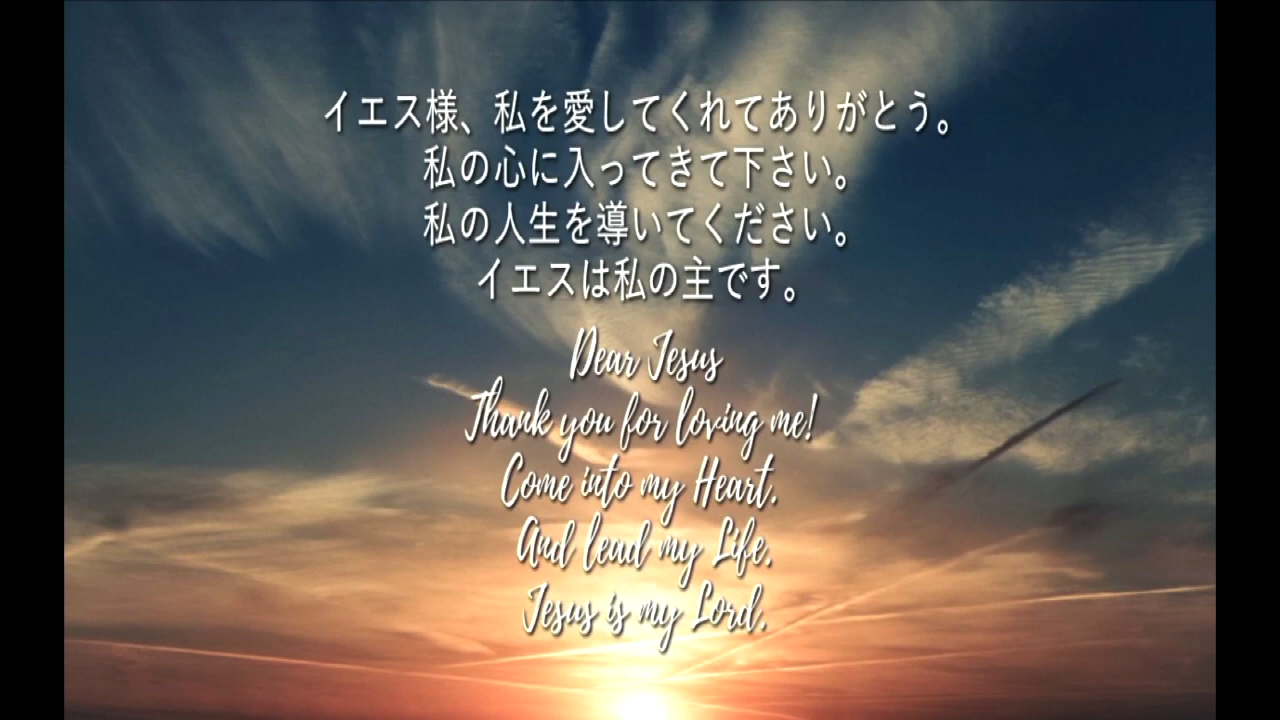 イエス様、私を愛してくれてありがとう。
私の心に入ってきて下さい。
私の人生を導いてください。
イエスは私の主です。
Dear Jesus
Thank you for loving me!
Come into my Heart.
And lead my Life.
Jesus is my Lord.